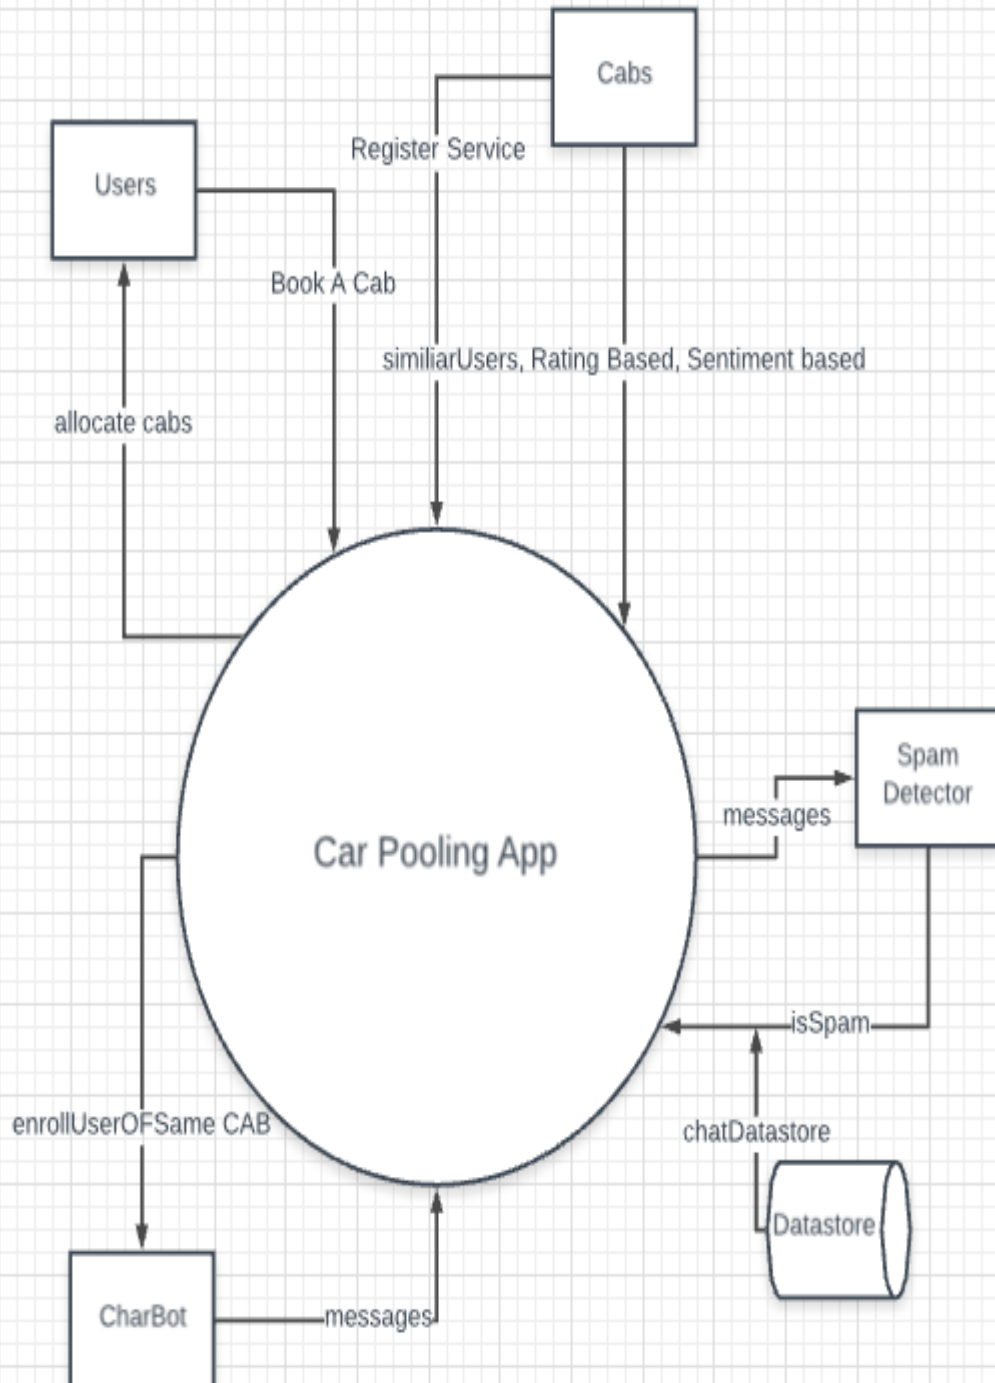 Cabs
Register Service
Users
Book A Cab
similiarUsers, Rating Based, Sentiment based
allocate cabs
Spam
Detector
messages
Car Pooling App
isSpam
enrollUserOFSame CAB
chatDatastore
Datastore
CharBot
messages